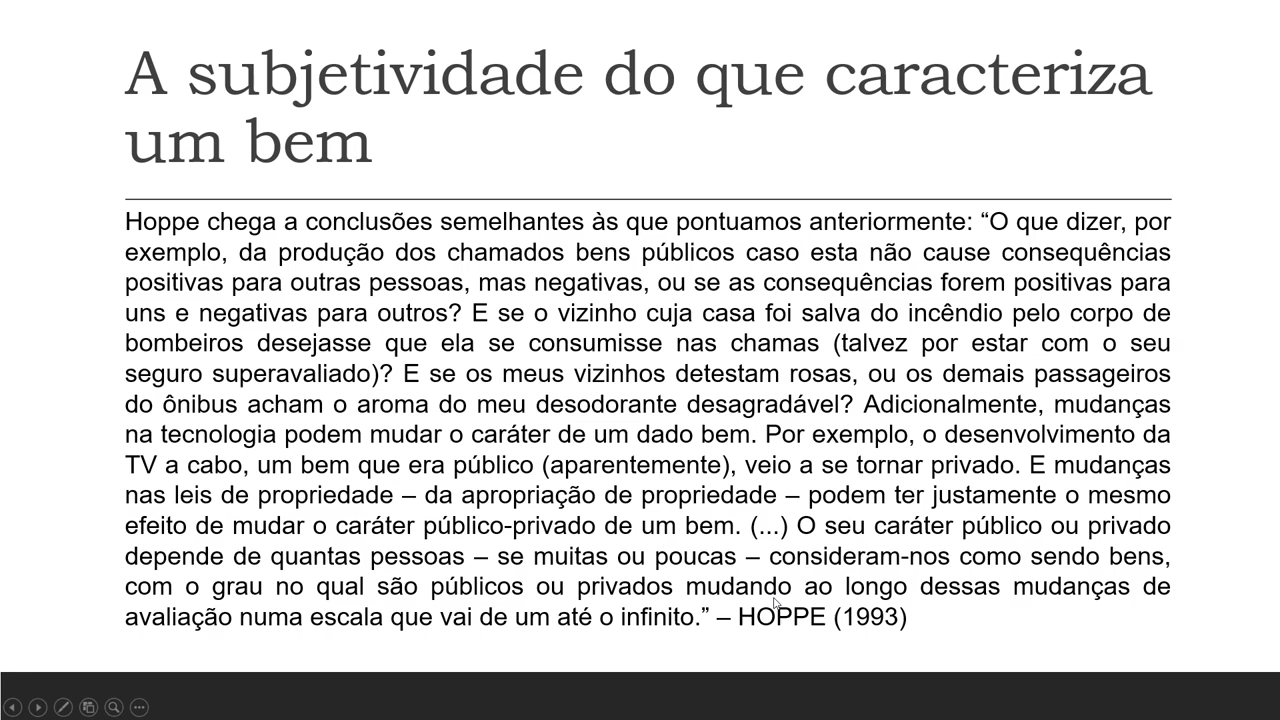 A subjetividade do que caracteriza
um bem
Hoppe chega a conclusões semelhantes às que pontuamos anteriormente: “O que dizer, por
exemplo, da produção dos chamados bens públicos caso esta não cause consequências
positivas para outras pessoas, mas negativas, ou se as consequências forem positivas para
uns e negativas para outros? E se o vizinho cuja casa foi salva do incêndio pelo corpo de
bombeiros desejasse que ela se consumisse nas chamas (talvez por estar com o seu
seguro superavaliado)? E se os meus vizinhos detestam rosas, ou os demais passageiros
do ônibus acham o aroma do meu desodorante desagradável? Adicionalmente, mudanças
na tecnologia podem mudar o caráter de um dado bem. Por exemplo, o desenvolvimento da
TV a cabo, um bem que era público (aparentemente), veio a se tornar privado. E mudanças
nas leis de propriedade – da apropriação de propriedade – podem ter justamente o mesmo
efeito de mudar o caráter público-privado de um bem. (...) O seu caráter público ou privado
depende de quantas pessoas – se muitas ou poucas – consideram-nos como sendo bens,
com o grau no qual são públicos ou privados mudando ao longo dessas mudanças de
avaliação numa escala que vai de um até o infinito.” – HOPPE (1993)